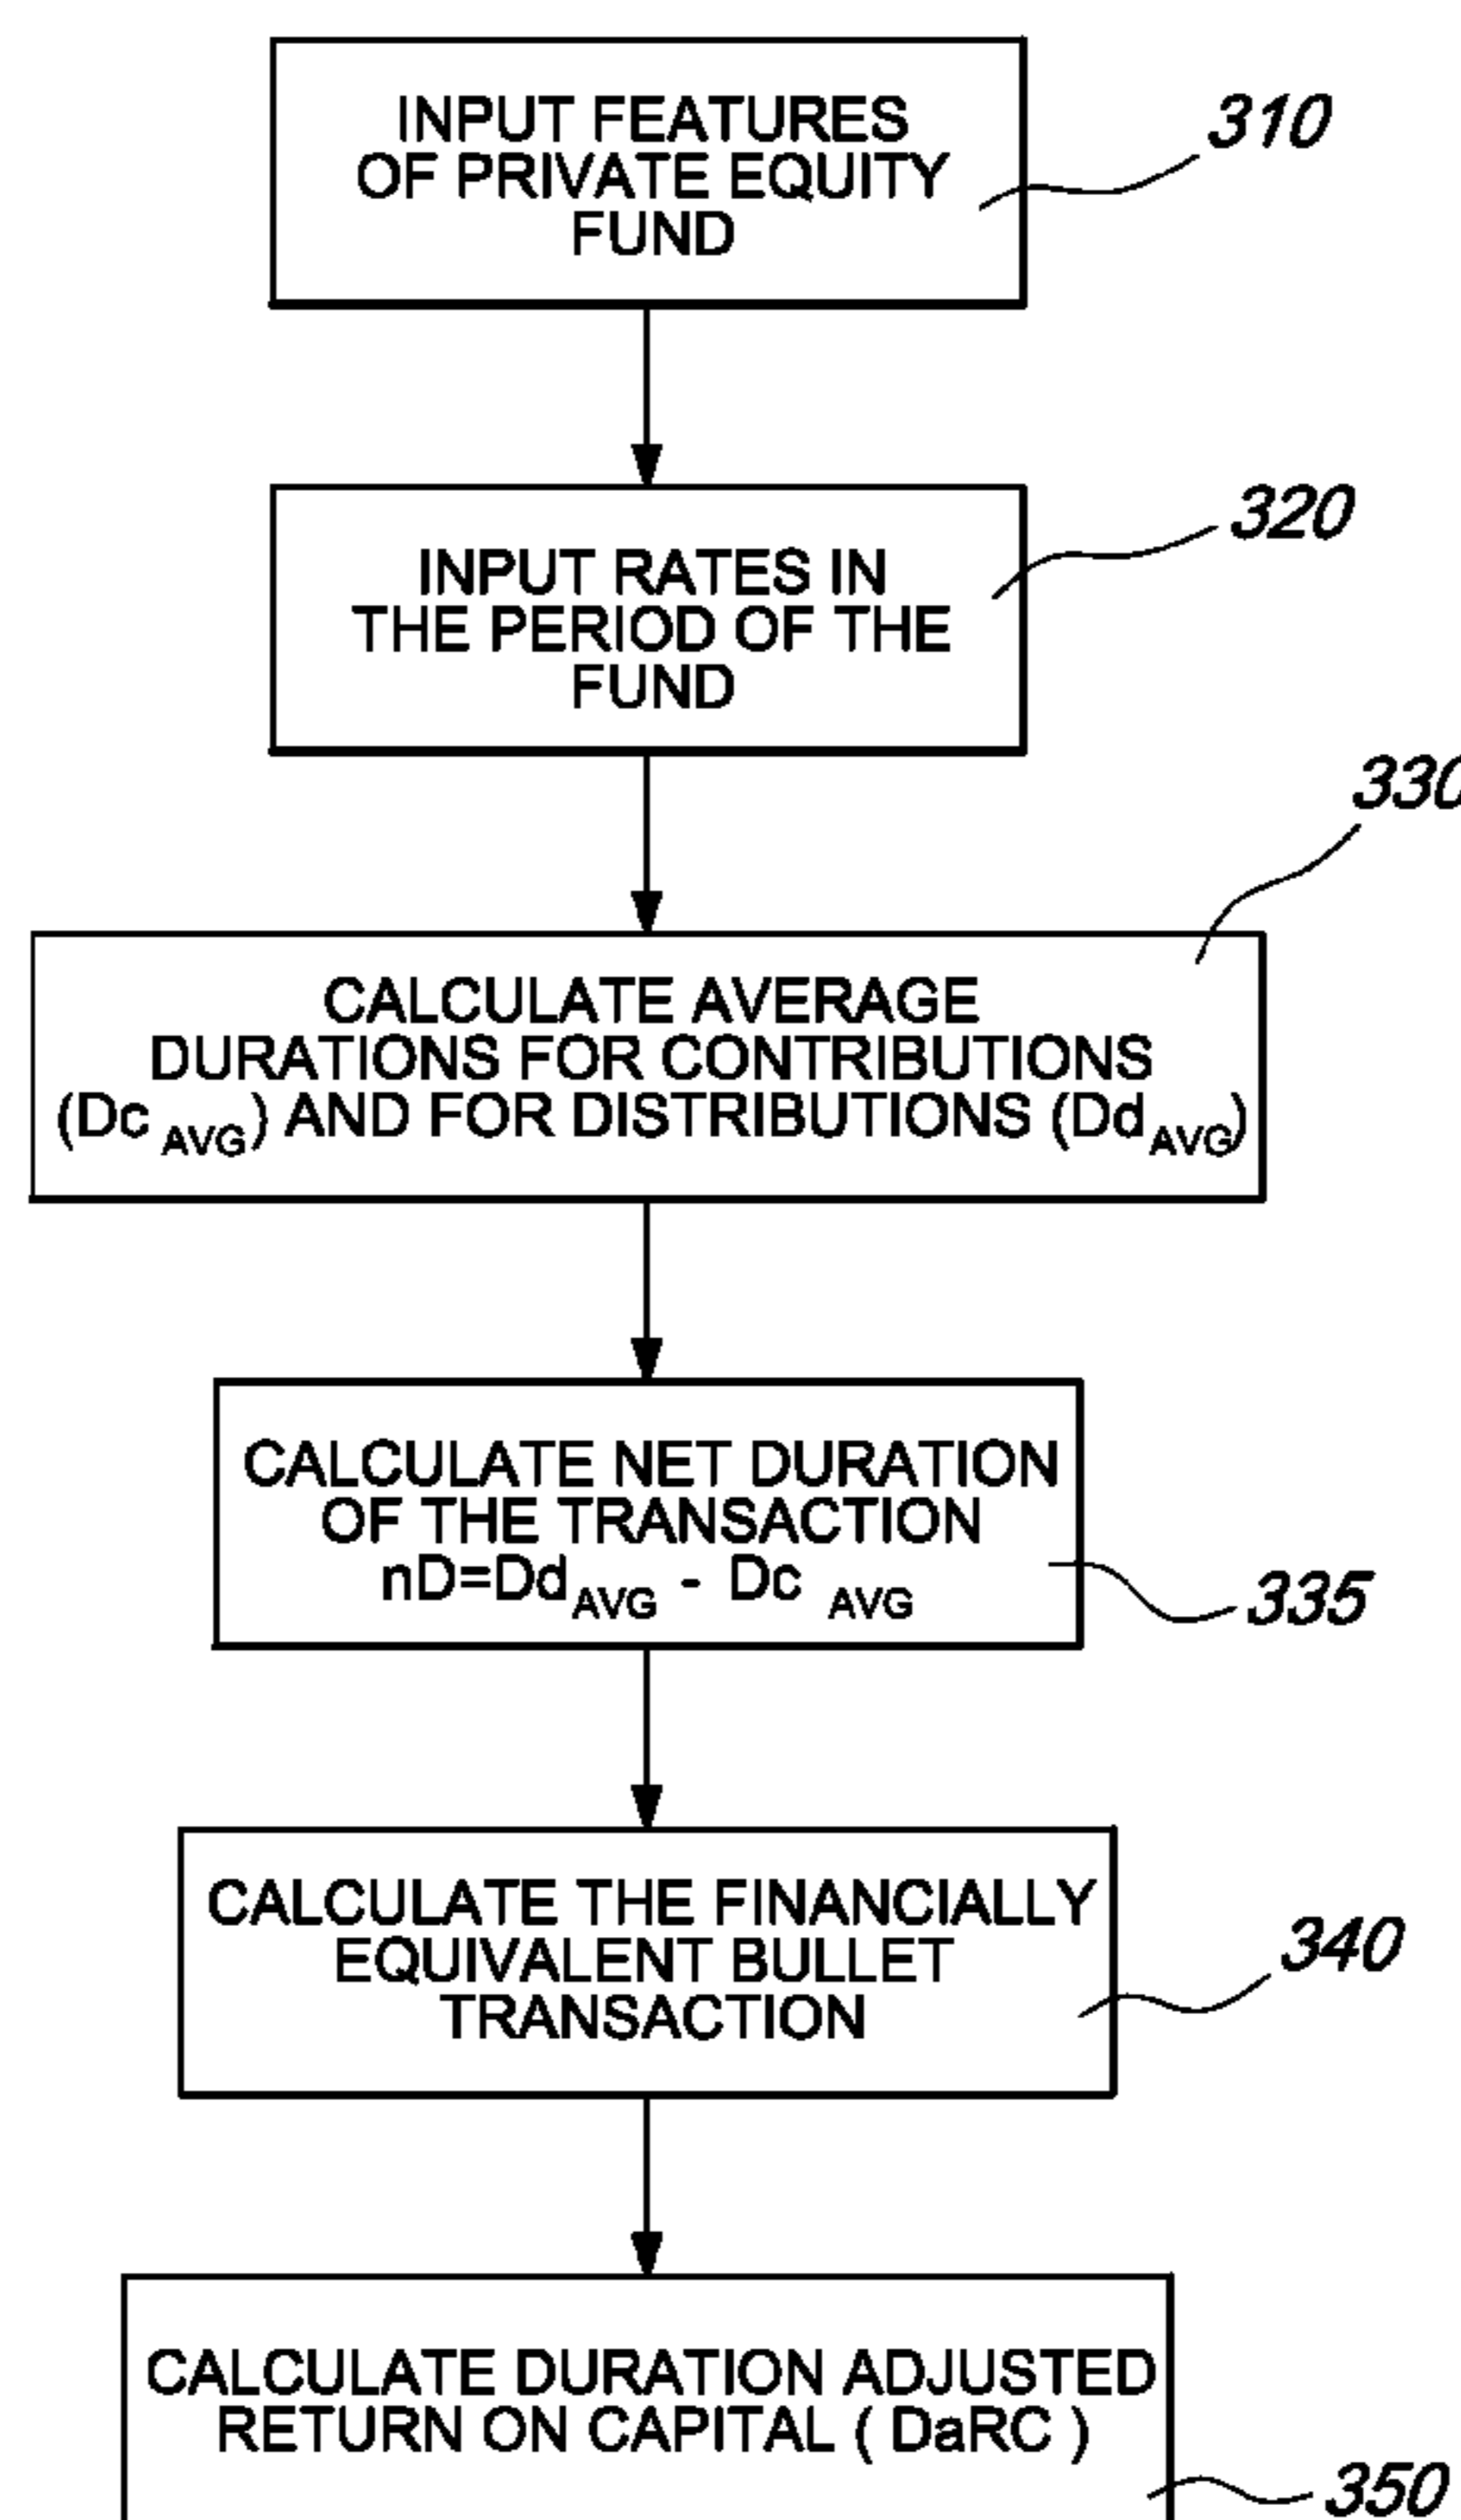 INPUT FEATURES
OF PRIVATE EQUITY
FUND
310
INPUT RATES IN
THE PERIOD OF THE
FUND
320
330
CALCULATE AVERAGE
DURATIONS FOR CONTRIBUTIONS
(Dc AVG) AND FOR DISTRIBUTIONS (Dd AVG)
CALCULATE NET DURATION
OF THE TRANSACTION
nD=Dd AVG - Dc AVG
335
CALCULATE THE FINANCIALLY
EQUIVALENT BULLET
TRANSACTION
340
CALCULATE DURATION ADJUSTED
RETURN ON CAPITAL ( DaRC )
350